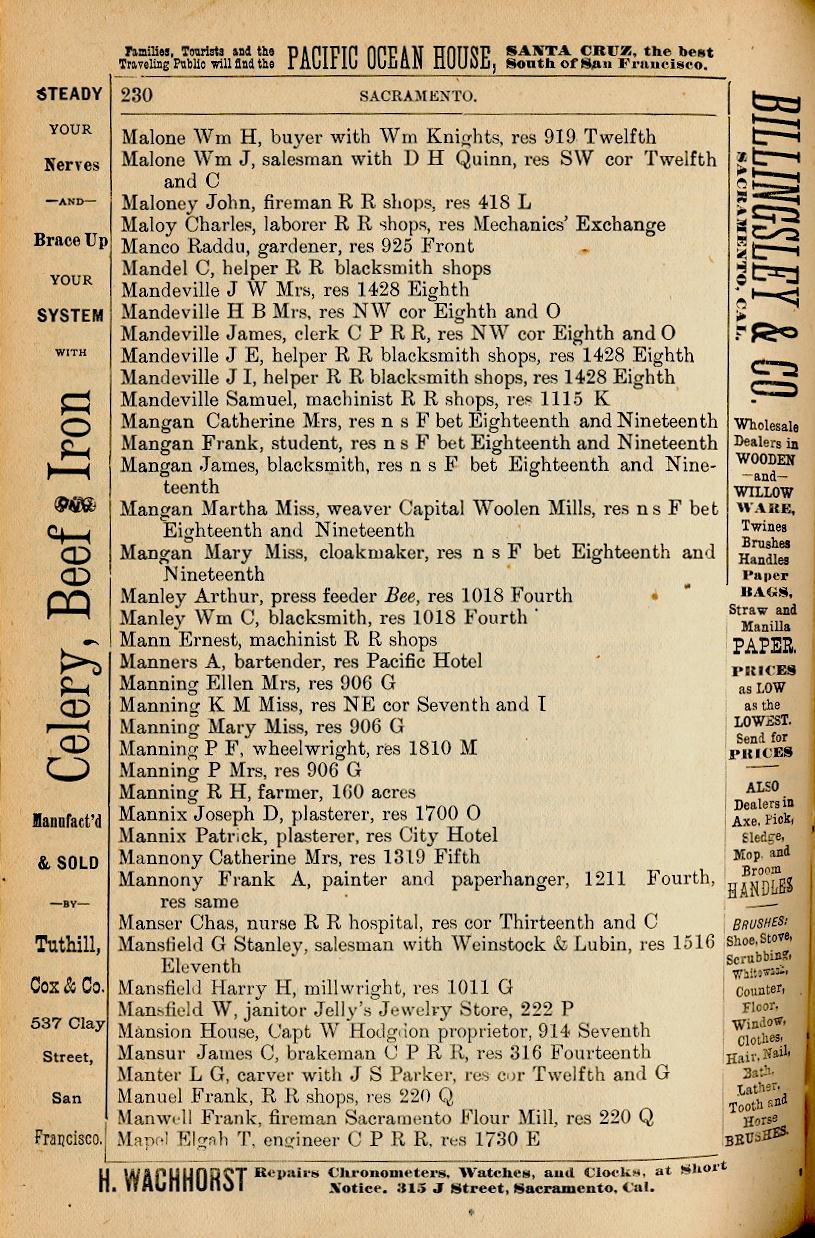 Families, Tourists and the
Traveling Public will find the
PACIFIC OCEAN HOUSE,
SANTA CRUZ, the best
South of San Francisco.
STEADY
YOUR
Nerves
—AND—
Brace Up
YOUR
SYSTEM
WITH
Celery, Beef Iron
Manufact'd
& SOLD
—BY—
Tuthill,
Cox & Co.
537 Clay
Street,
San
Francisco.
230 SACRAMENTO.
Malone Wm H, buyer with Wm Knights, res 919 Twelfth
Malone Wm J, salesman with D H Quinn, res SW cor Twelfth
and C
Maloney John, fireman R R shops, res 418 L
Maloy Charles, laborer R R shops, res Mechanics' Exchange
Manco Raddu, gardener, res 925 Front
Mandel C, helper R R blacksmith shops
Mandeville J W Mrs, res 1428 Eighth
Mandeville H B Mrs, res NW cor Eighth and O
Mandeville James, clerk C P R R, res NW cor Eighth and O
Mandeville J E, helper R R blacksmith shops, res 1428 Eighth
Mandeville J I, helper R R blacksmith shops, res 1428 Eighth
Mandeville Samuel, machinist R R shops, res 1115 K
Mangan Catherine Mrs, res n s F bet Eighteenth and Nineteenth
Mangan Frank, student, res n s F bet Eighteenth and Nineteenth
Mangan James, blacksmith, res n s F bet Eighteenth and Nine-
teenth
Mangan Martha Miss, weaver Capital Woolen Mills, res n s F bet
Eighteenth and Nineteenth
Mangan Mary Miss, cloakmaker, res n s F bet Eighteenth and
Nineteenth
Manley Arthur, press feeder Bee, res 1018 Fourth
Manley Wm C, blacksmith, res 1018 Fourth
Mann Ernest, machinist R R shops
Manners A, bartender, res Pacific Hotel
Manning Ellen Mrs, res 906 G
Manning K M Miss, res NE cor Seventh and I
Manning Mary Miss, res 906 G
Manning P F, wheelwright, res 1810 M
Manning P Mrs, res 906 G
Manning R H, farmer, 160 acres
Mannix Joseph D, plasterer, res 1700 O
Mannix Patrick, plasterer, res City Hotel
Mannony Catherine Mrs, res 1319 Fifth
Mannony Frank A, painter and paperhanger, 1211 Fourth,
res same
Manser Chas, nurse R R hospital, res cor Thirteenth and C
Mansfield G Stanley, salesman with Weinstock & Lubin, res 1516
Eleventh
Mansfield Harry H, millwright, res 1011 G
Mansfield W, janitor Jelly's Jewelry Store, 222 P
Mansion House, Capt W Hodgdon proprietor, 914 Seventh
Mansur James C, brakeman C P R R, res 316 Fourteenth
Manter L G, carver with J S Parker, res cor Twelfth and G
Manuel Frank, R R shops, res 220 Q
Manwell Frank, fireman Sacramento Flour Mill, res 220 Q
Mapel Elgah T, engineer C P R R, res 1730 E
BILLINGSLEY & CO.
SACRAMENTO, CAL.
Wholesale
Dealers in
WOODEN
—and—
WILLOW
WARE,
Twines
Brushes
Handles
Paper
BAGS,
Straw and
Manilla
PAPER.
PRICES
as LOW
as the
LOWEST.
Send for
PRICES
ALSO
Dealers in
Axe, Pick,
Sledge,
Mop, and
Broom
HANDLES
BRUSHES:
Shoe, Stove,
Scrubbing,
Whitewash,
Counter,
Floor,
Window,
Clothes,
Hair, Nail,
Bath,
Lather,
Tooth and
Horse
BRUSHES.
H. WACHHORST
Repairs Chronometers, Watches, and Clocks, at Short
Notice. 315 J Street, Sacramento, Cal.